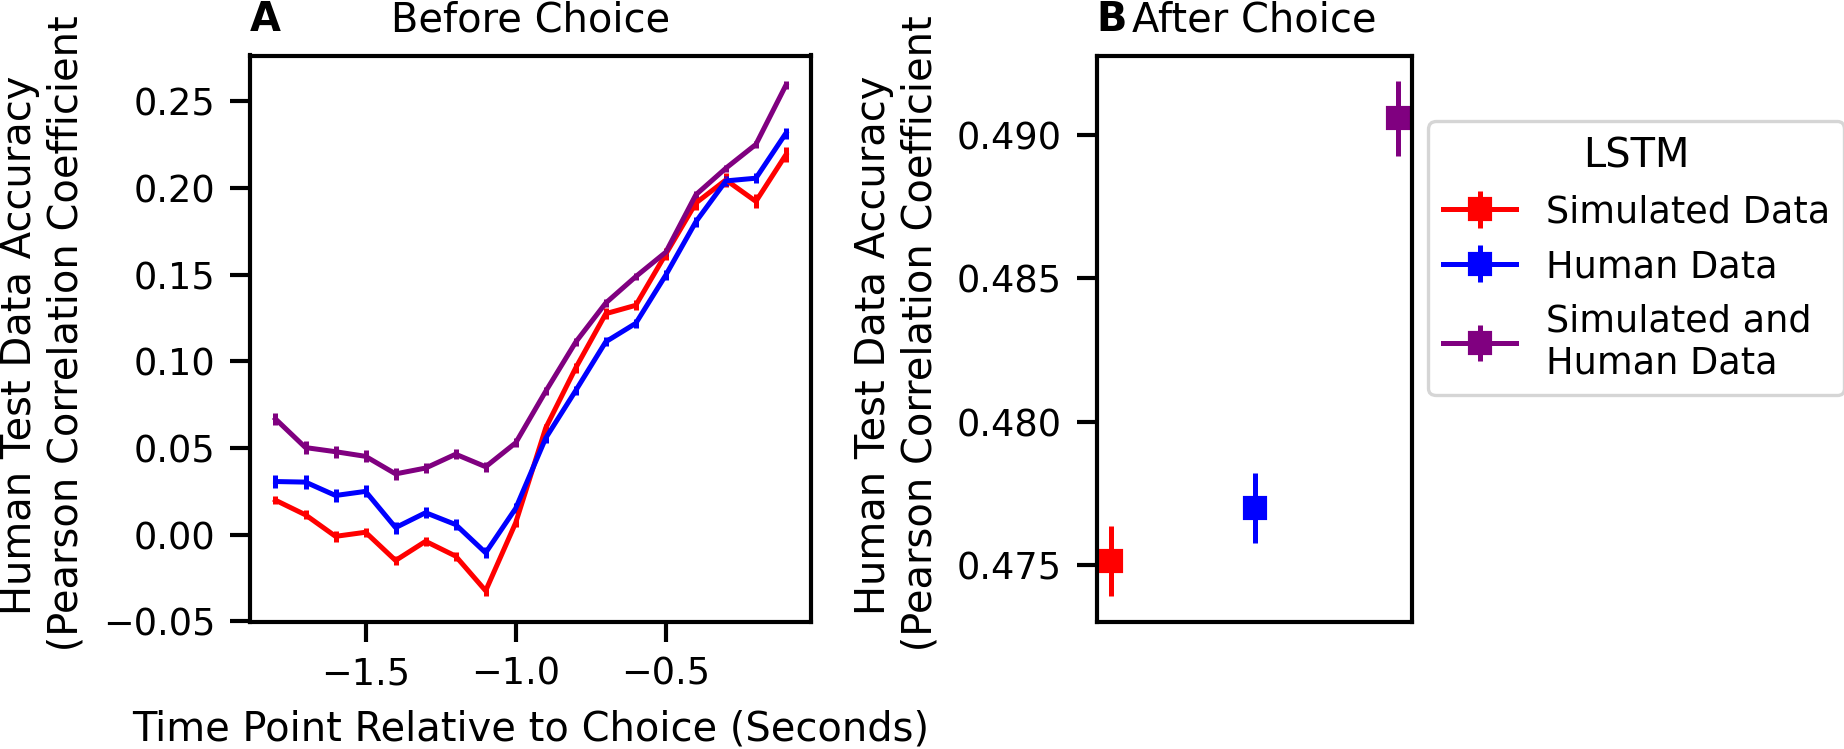 A Before Choice
Human Test Data Accuracy
(Pearson Correlation Coefficient
0.25
0.20
0.15
0.10
0.05
0.00
−0.05
−1.5 −1.0 −0.5
Time Point Relative to Choice (Seconds)
B After Choice
Human Test Data Accuracy
(Pearson Correlation Coefficient
0.490
0.485
0.480
0.475
LSTM
Simulated Data
Human Data
Simulated and
Human Data